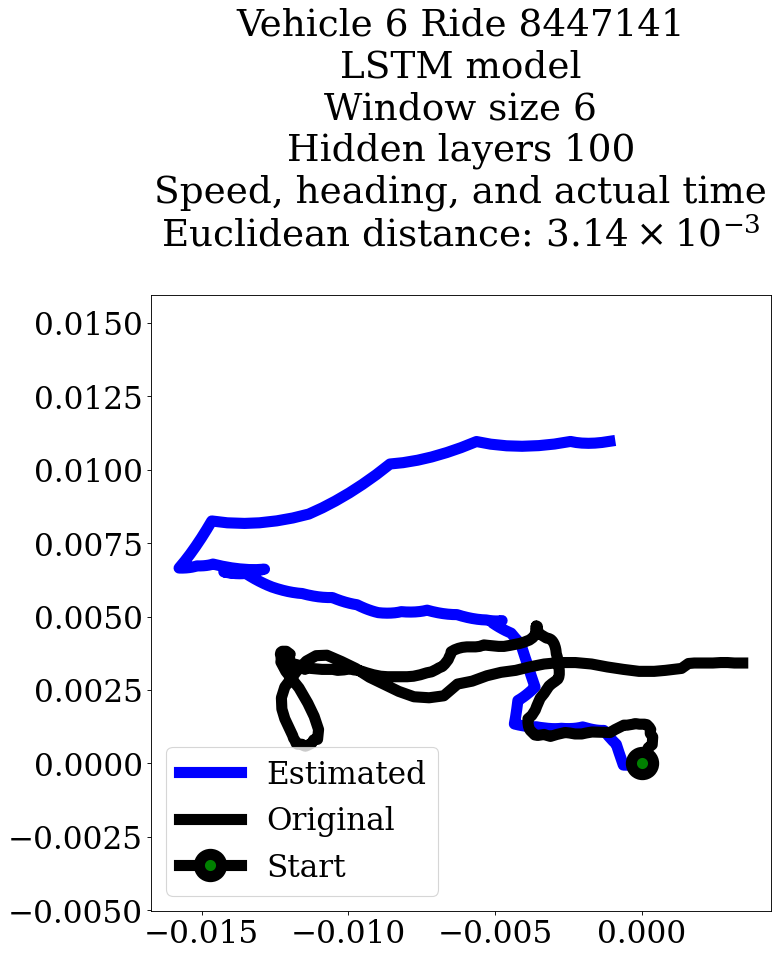 Vehicle 6 Ride 8447141
LSTM model
Window size 6
Hidden layers 100
Speed, heading, and actual time
Euclidean distance: 3.14 × 10⁻³
0.0150
0.0125
0.0100
0.0075
0.0050
0.0025
0.0000
−0.0025
−0.0050
Estimated
Original
Start
−0.015 −0.010 −0.005 0.000